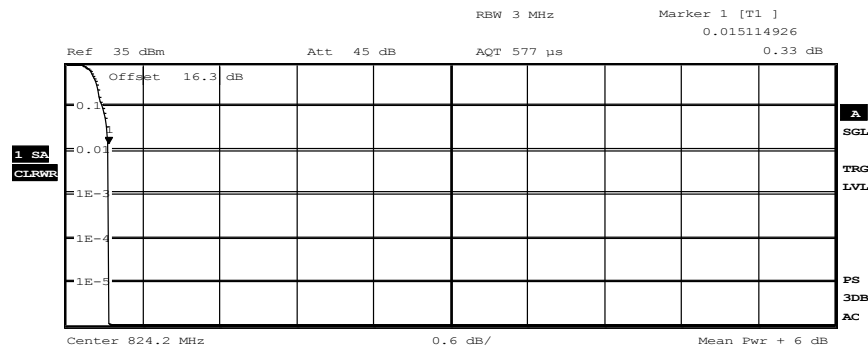 RBW 3 MHz Marker 1 [T1 ]
0.015114926
Ref 35 dBm Att 45 dB AQT 577 µs 0.33 dB
Offset 16.3 dB
0.1
A
1
SGL
0.01
1 SA
CLRWR
TRG
1E-3
LVL
1E-4
1E-5
PS
3DB
AC
Center 824.2 MHz 0.6 dB/ Mean Pwr + 6 dB